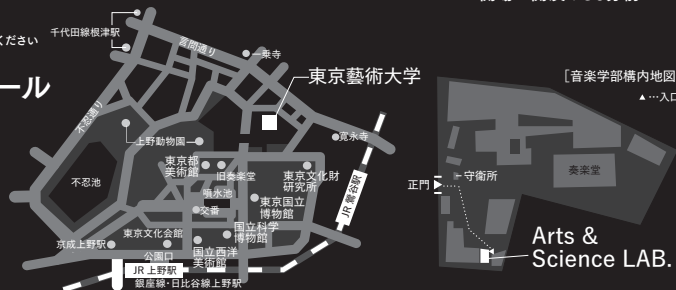 ください
ール
千代田線根津駅
言問通り
一乗寺
東京藝術大学
不忍通り
上野動物園
寛永寺
東京都
美術館
旧奏楽堂
東京文化財
研究所
不忍池
噴水池
東京国立
博物館
交番
国立科学
博物館
JR 鶯谷駅
東京文化会館
京成上野駅
公園口
国立西洋
美術館
JR 上野駅
銀座線・日比谷線上野駅
[音楽学部構内地図
▲…入口
奏楽堂
守衛所
正門
Arts &
Science LAB.